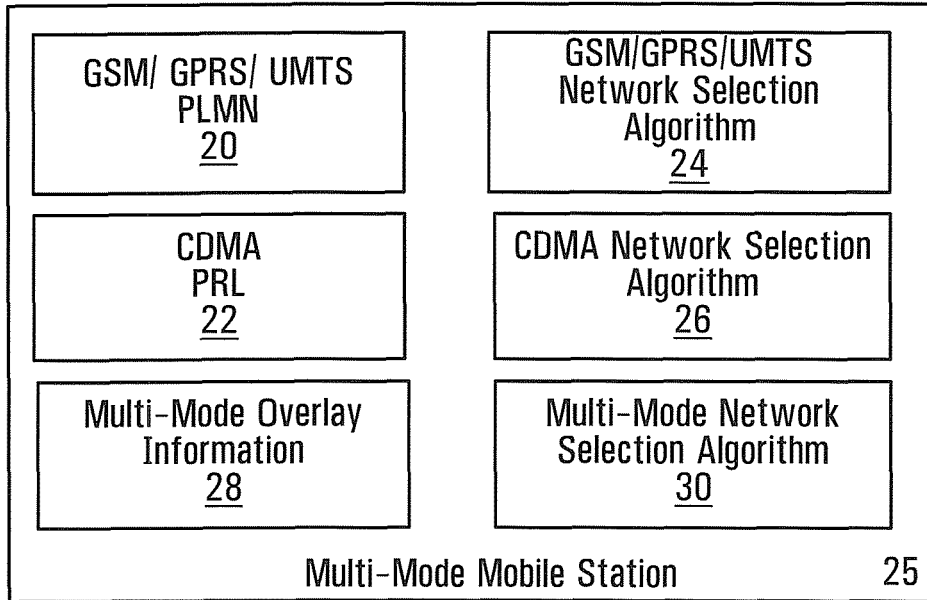 GSM/ GPRS/ UMTS
PLMN
20
GSM/GPRS/UMTS
Network Selection
Algorithm
24
CDMA
PRL
22
CDMA Network Selection
Algorithm
26
Multi-Mode Overlay
Information
28
Multi-Mode Network
Selection Algorithm
30
Multi-Mode Mobile Station
25